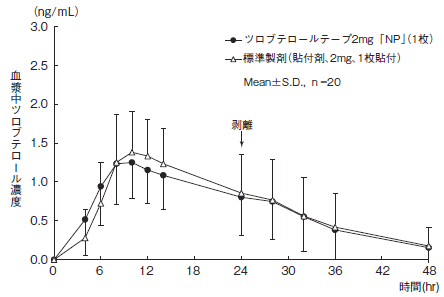 (ng/mL)
3.0
2.5
2.0
1.5
1.0
0.5
0.0
血漿中ツロブテロール濃度
ツロブテロールテープ2mg「NP」(1枚)
標準製剤(貼付剤、2mg、1枚貼付)
Mean±S.D., n=20
剥離
0 6 12 18 24 30 36 42 48
時間(hr)